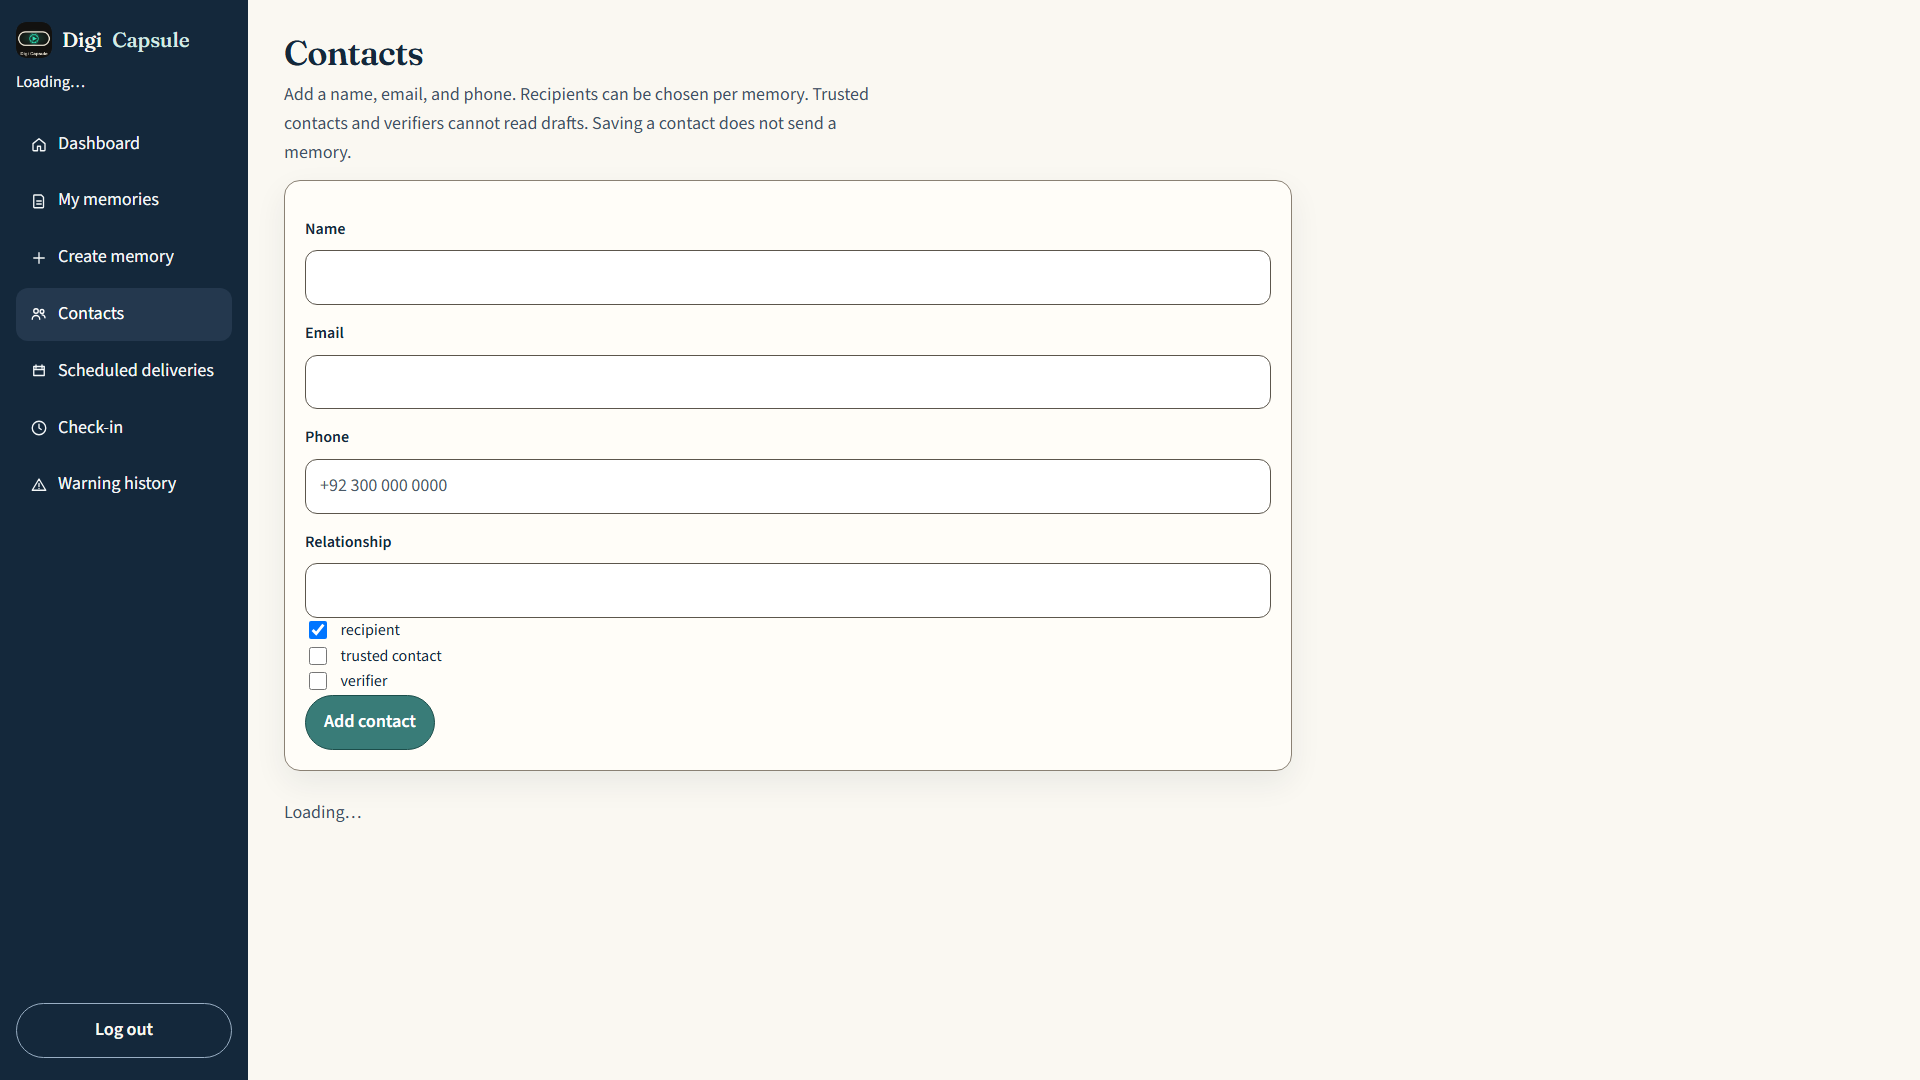 Digi Capsule
Loading…
Dashboard
My memories
Create memory
Contacts
Scheduled deliveries
Check-in
Warning history
Log out
Contacts
Add a name, email, and phone. Recipients can be chosen per memory. Trusted
contacts and verifiers cannot read drafts. Saving a contact does not send a
memory.
Name
Email
Phone
+92 300 000 0000
Relationship
recipient
trusted contact
verifier
Add contact
Loading…